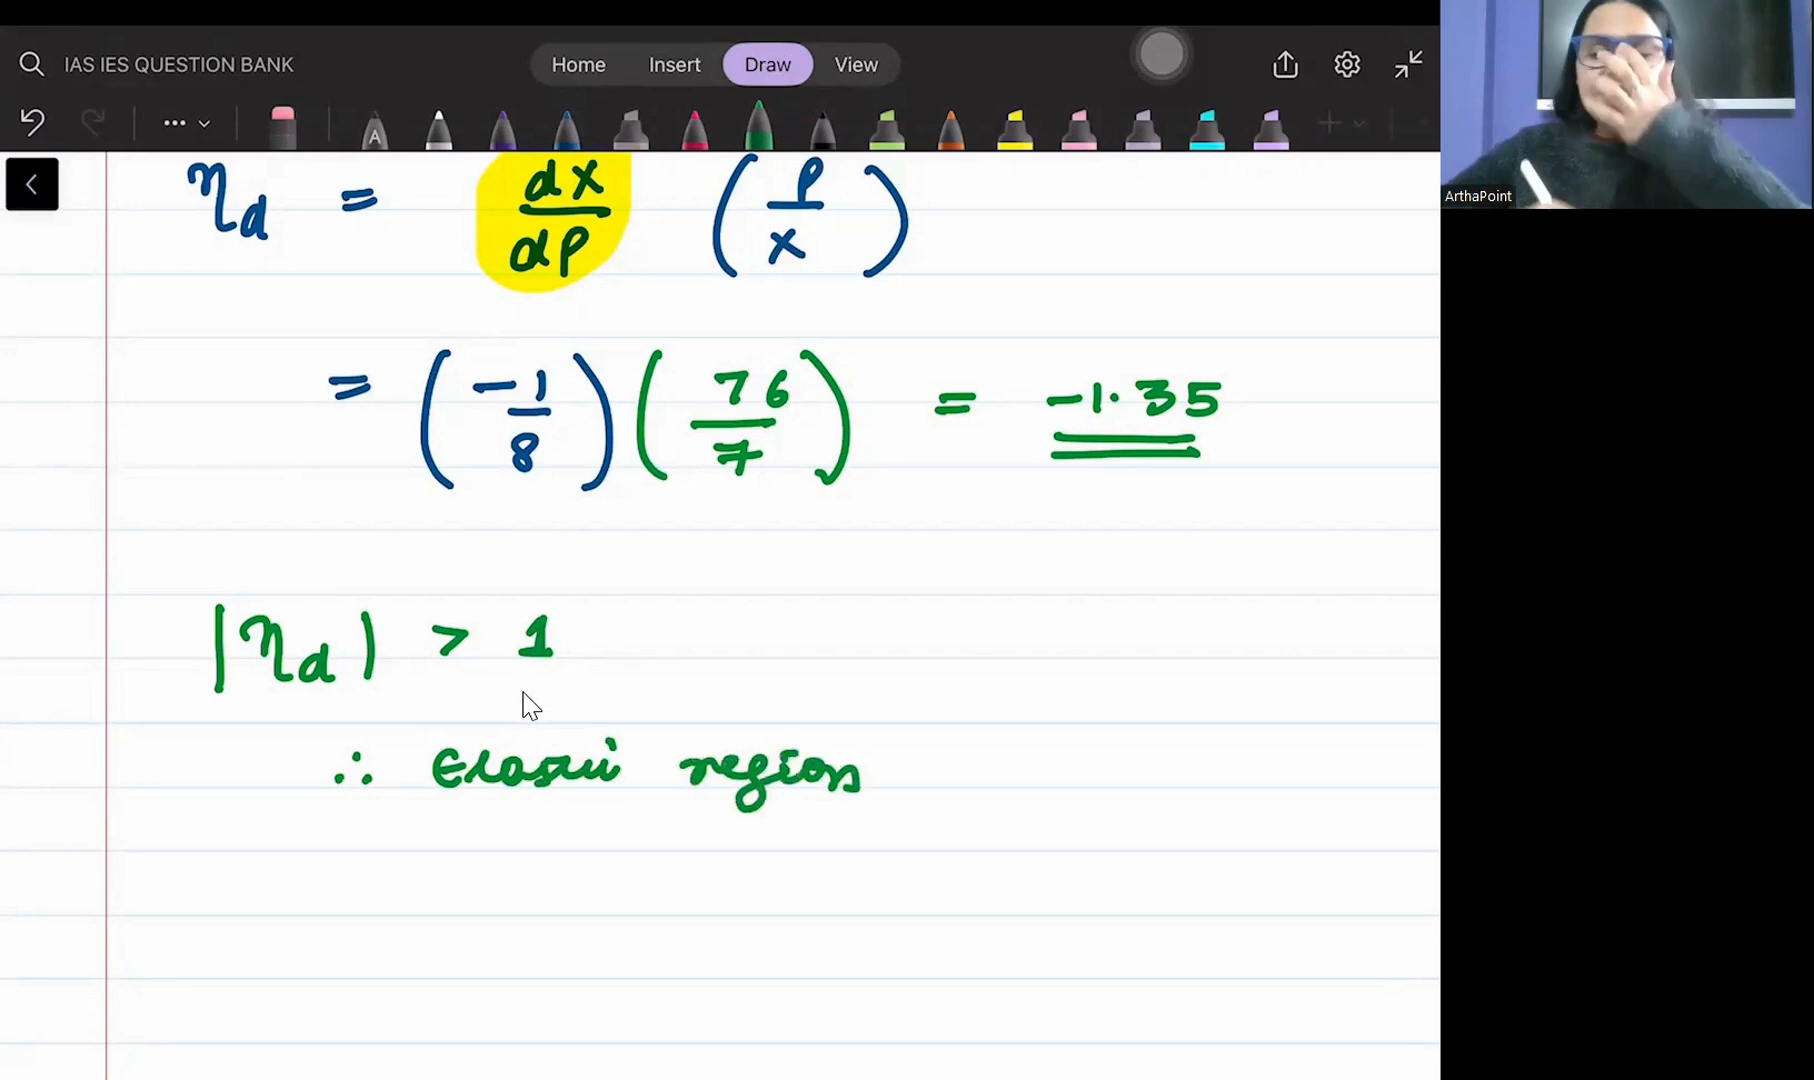 IAS IES QUESTION BANK
Home Insert Draw View
A
ArthaPoint
ηd = dx/dP (P/x)
= (-1/8) (76/7) = -1.35
|ηd| > 1
∴ Elastic region